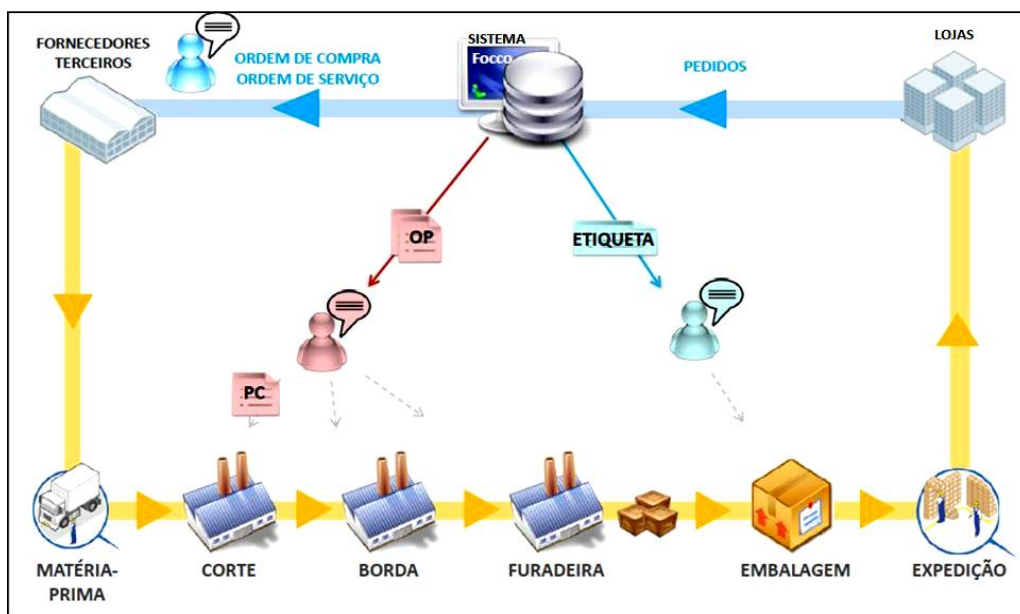 FORNECEDORES
TERCEIROS
ORDEM DE COMPRA
ORDEM DE SERVIÇO
SISTEMA
Focco
PEDIDOS
LOJAS
OP
ETIQUETA
PC
MATÉRIA-
PRIMA
CORTE
BORDA
FURADEIRA
EMBALAGEM
EXPEDIÇÃO